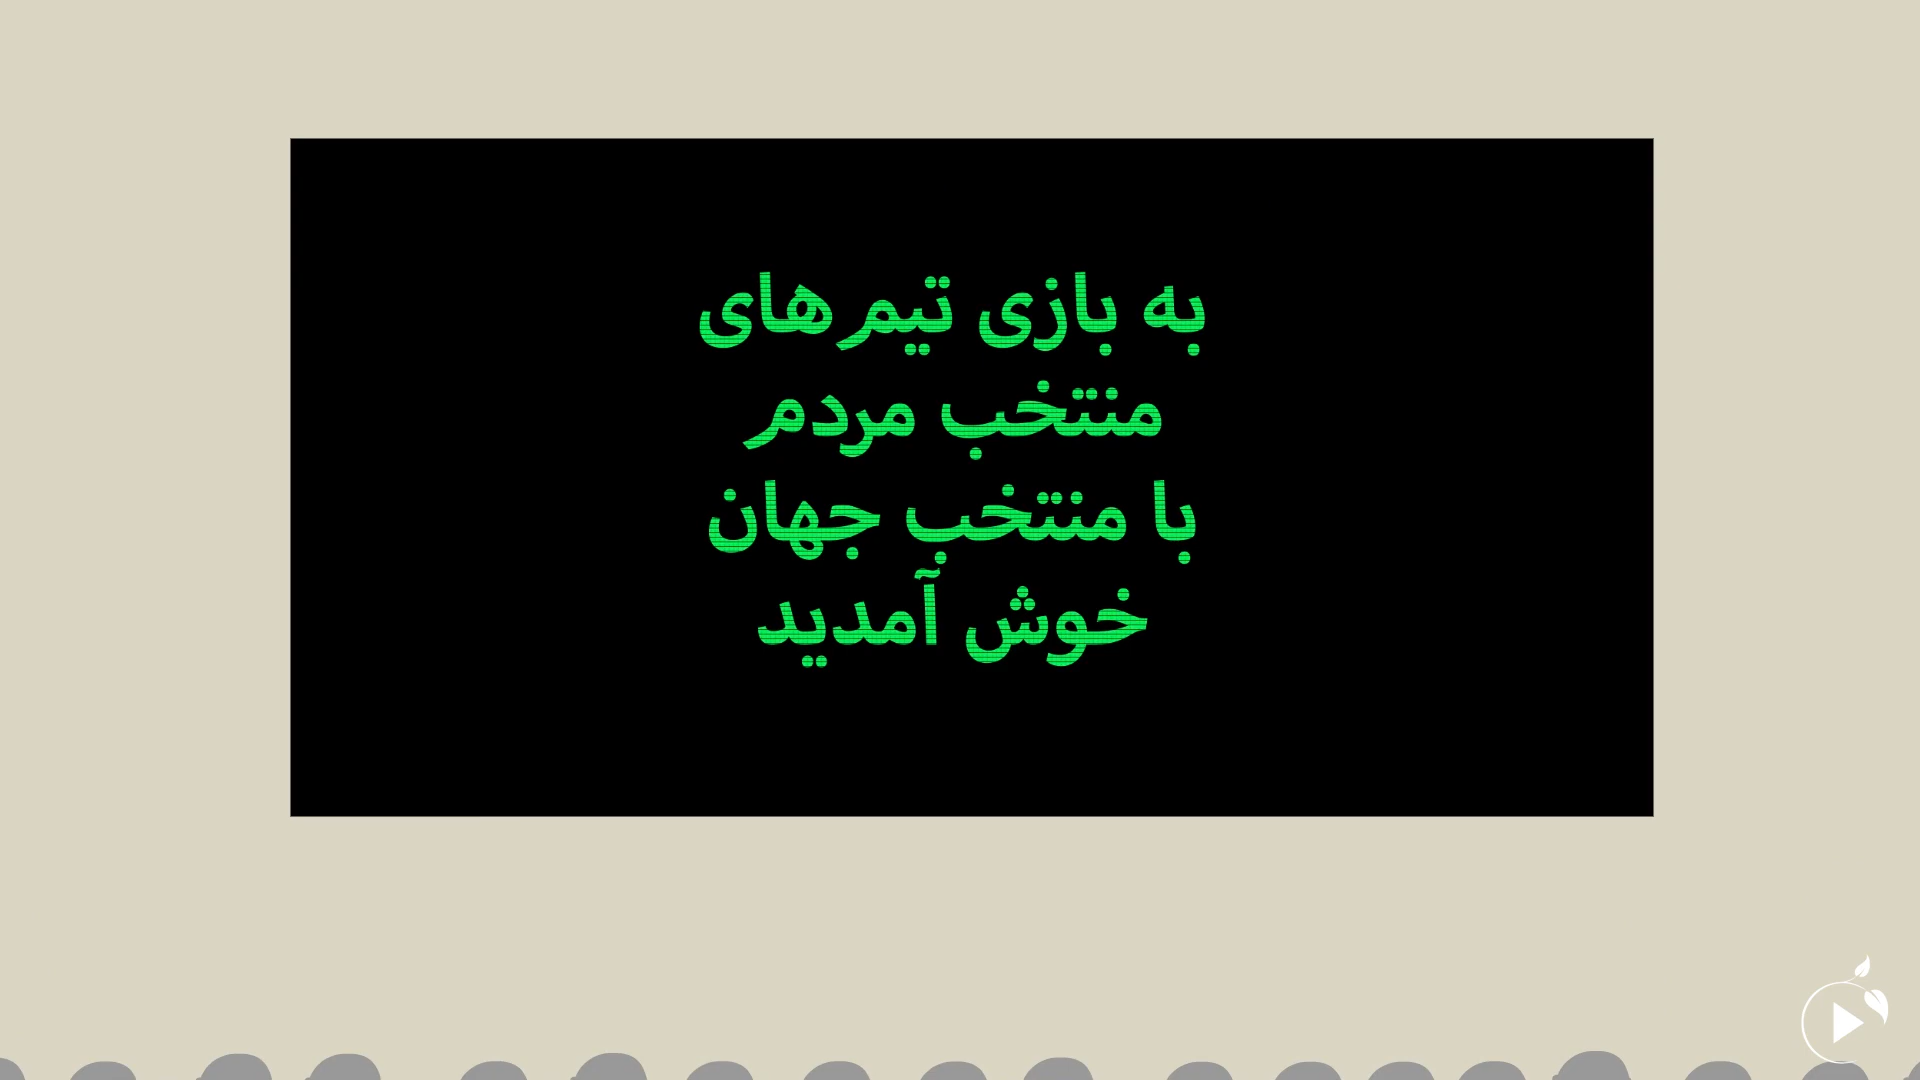 به بازی تیم‌های
منتخب مردم
با منتخب جهان
خوش آمدید